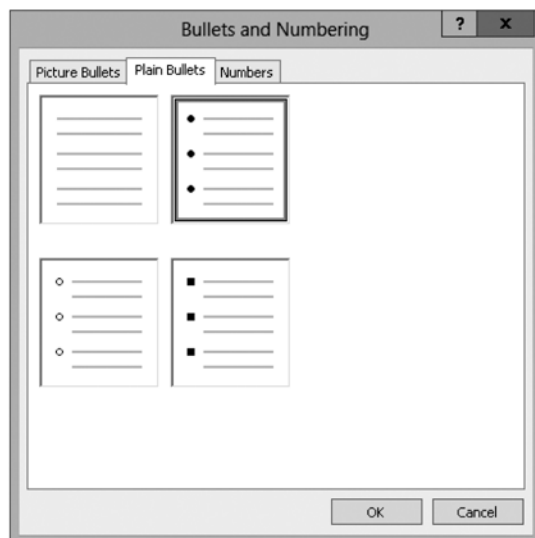 Bullets and Numbering ? x
Picture Bullets Plain Bullets Numbers
OK Cancel